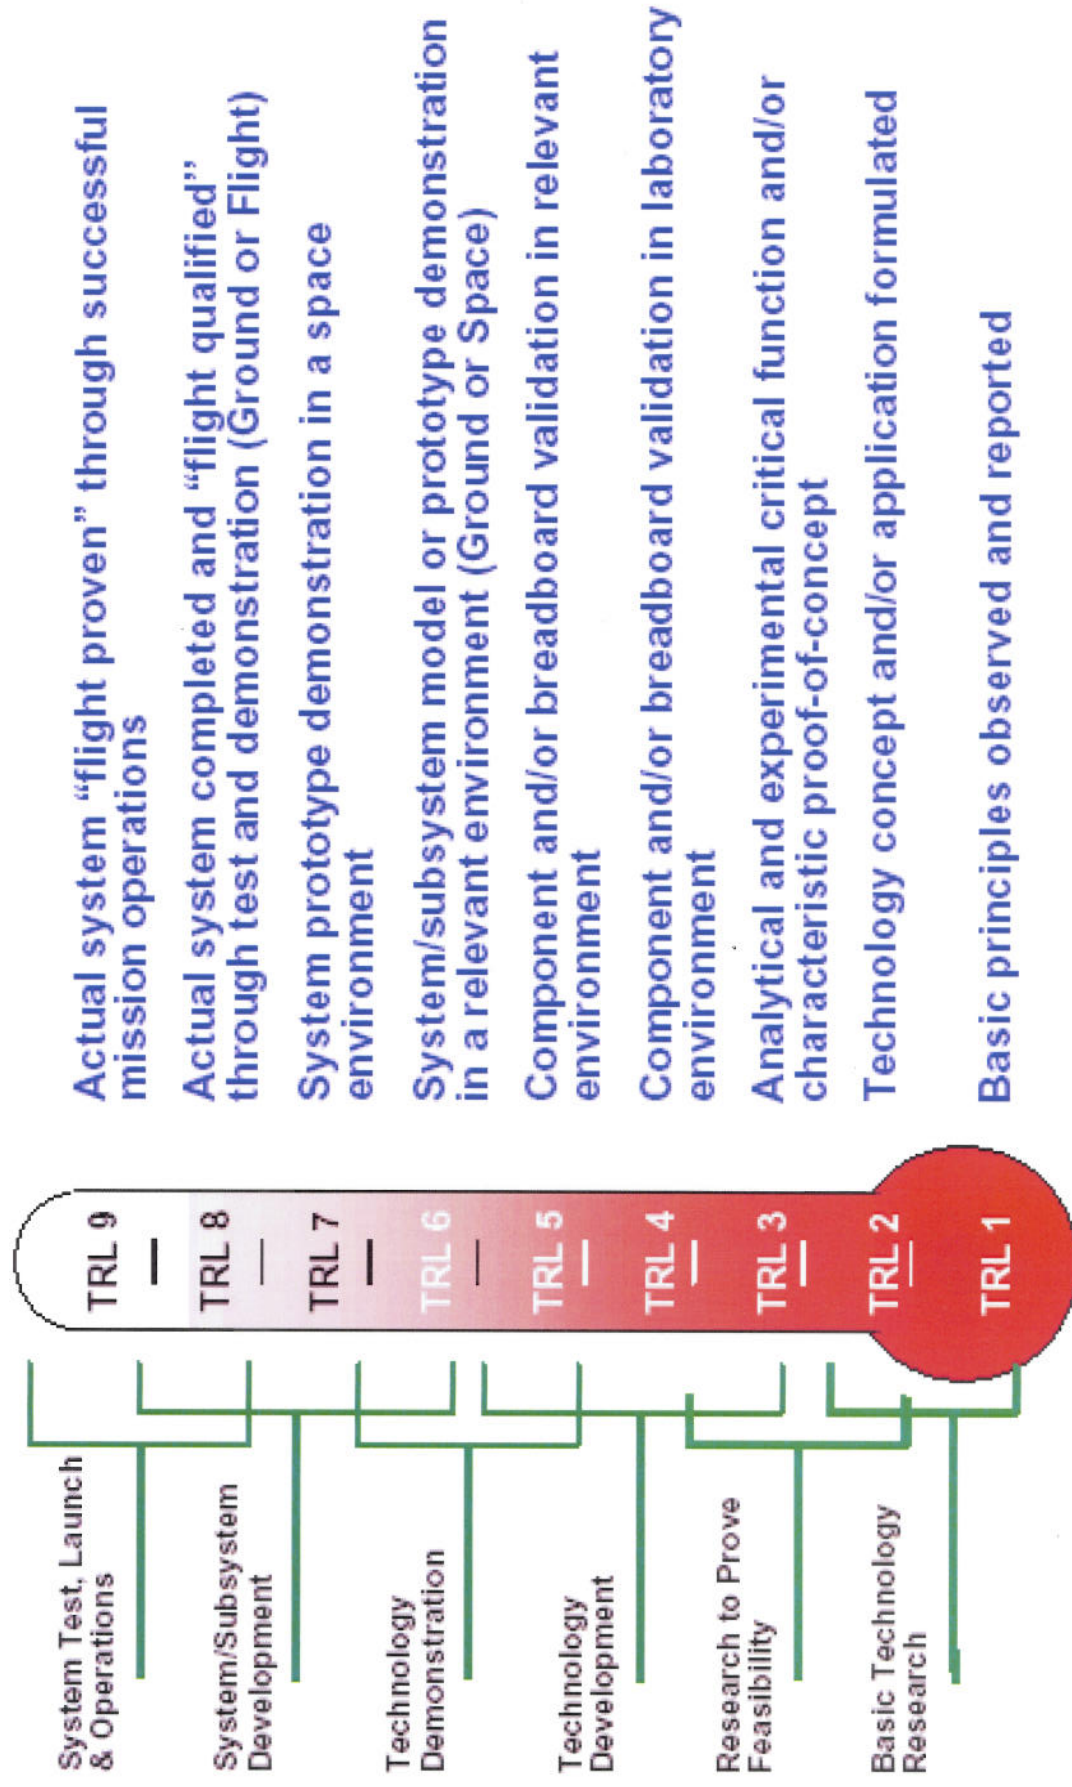 System Test, Launch
& Operations
System/Subsystem
Development
Technology
Demonstration
Technology
Development
Research to Prove
Feasibility
Basic Technology
Research
TRL 9
TRL 8
TRL 7
TRL 6
TRL 5
TRL 4
TRL 3
TRL 2
TRL 1
Actual system “flight proven” through successful
mission operations
Actual system completed and “flight qualified”
through test and demonstration (Ground or Flight)
System prototype demonstration in a space
environment
System/subsystem model or prototype demonstration
in a relevant environment (Ground or Space)
Component and/or breadboard validation in relevant
environment
Component and/or breadboard validation in laboratory
environment
Analytical and experimental critical function and/or
characteristic proof-of-concept
Technology concept and/or application formulated
Basic principles observed and reported